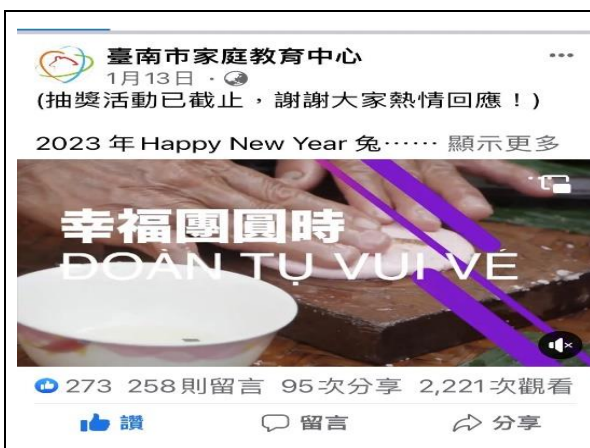 臺南市家庭教育中心
1月13日
(抽獎活動已截止，謝謝大家熱情回應！)
2023 年 Happy New Year 兔…… 顯示更多
幸福團圓時
ĐOÀN TỤ VUI VẺ
273 258則留言 95次分享 2,221次觀看
讚 留言 分享